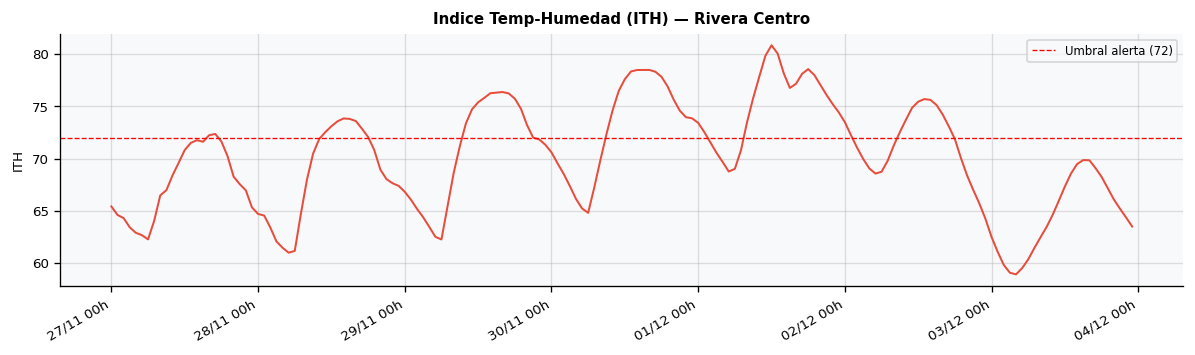 Indice Temp-Humedad (ITH) — Rivera Centro
Umbral alerta (72)
ITH
80
75
70
65
60
27/11 00h
28/11 00h
29/11 00h
30/11 00h
01/12 00h
02/12 00h
03/12 00h
04/12 00h